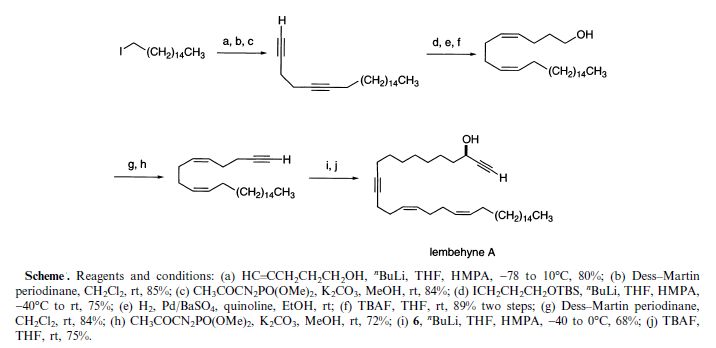 H
I
(CH2)14CH3
a, b, c
(CH2)14CH3
d, e, f
OH
(CH2)14CH3
g, h
H
(CH2)14CH3
i, j
OH
H
(CH2)14CH3
lembehyne A
Scheme. Reagents and conditions: (a) HC=CCH2CH2CH2OH, ⁿBuLi, THF, HMPA, −78 to 10°C, 80%; (b) Dess–Martin
periodinane, CH2Cl2, rt, 85%; (c) CH3COCN2PO(OMe)2, K2CO3, MeOH, rt, 84%; (d) ICH2CH2CH2OTBS, ⁿBuLi, THF, HMPA,
−40°C to rt, 75%; (e) H2, Pd/BaSO4, quinoline, EtOH, rt; (f) TBAF, THF, rt, 89% two steps; (g) Dess–Martin periodinane,
CH2Cl2, rt, 84%; (h) CH3COCN2PO(OMe)2, K2CO3, MeOH, rt, 72%; (i) 6, ⁿBuLi, THF, HMPA, −40 to 0°C, 68%; (j) TBAF,
THF, rt, 75%.